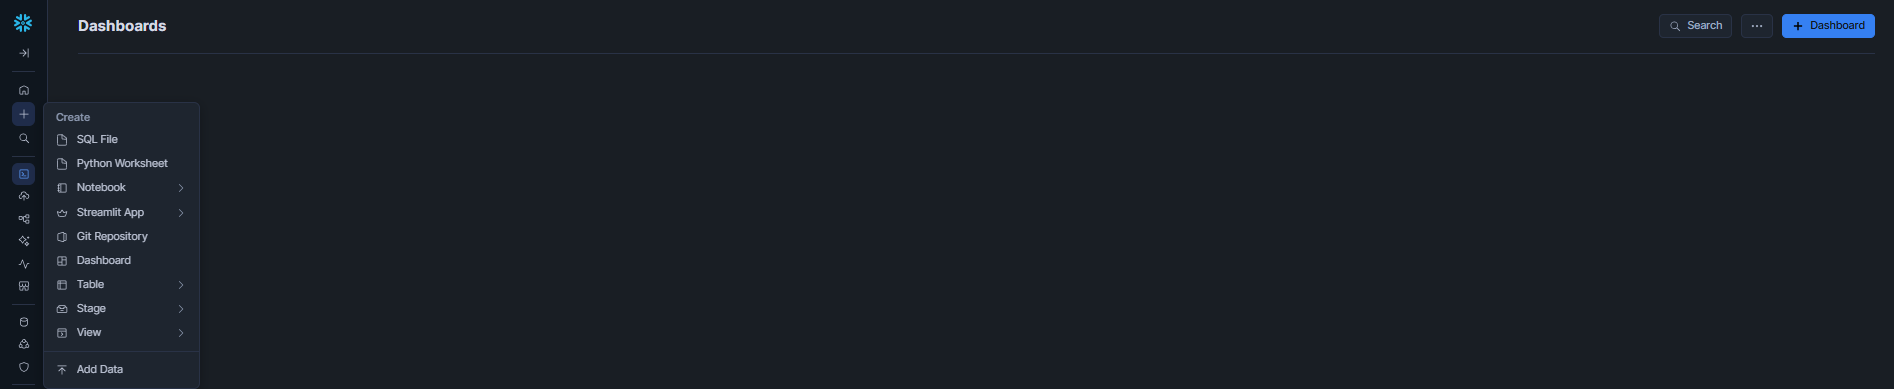 Dashboards
Search
Dashboard
Create
SQL File
Python Worksheet
Notebook
Streamlit App
Git Repository
Dashboard
Table
Stage
View
Add Data